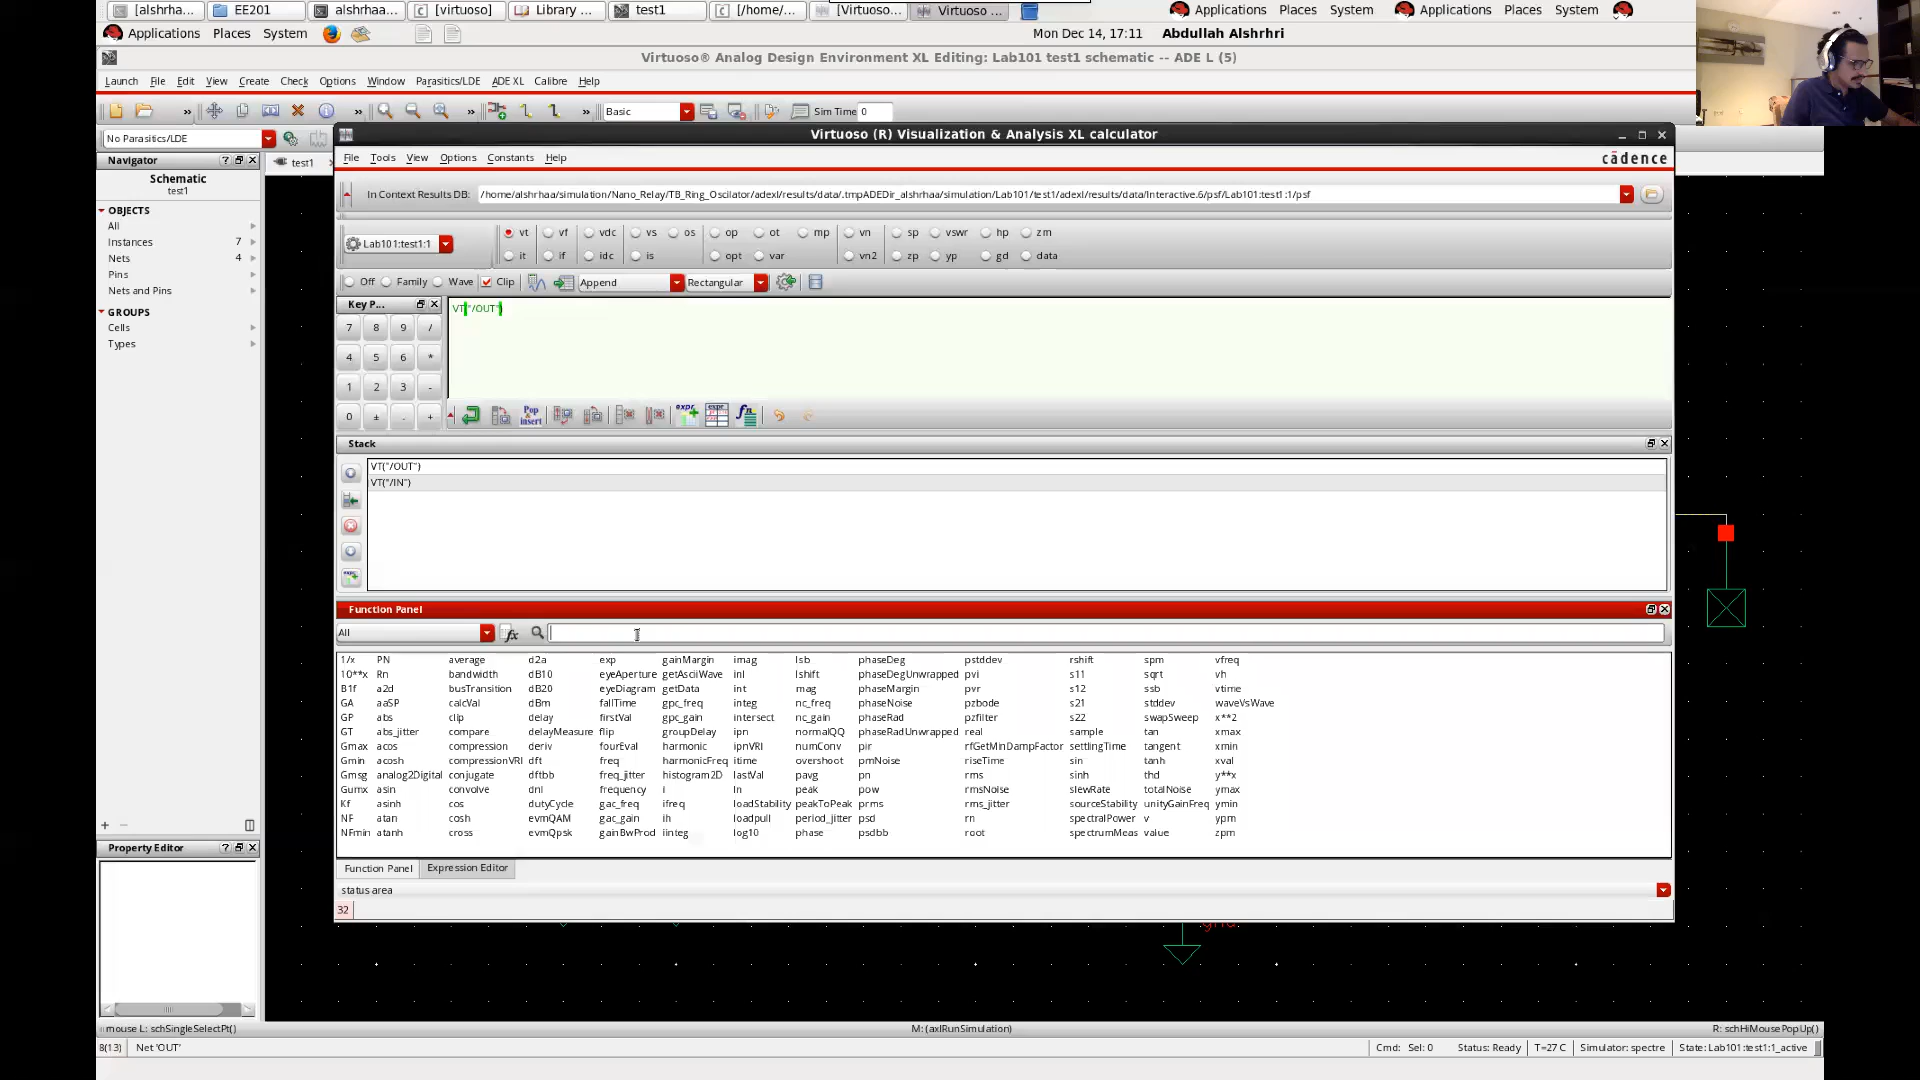 [alshrha...
EE201
alshrhaa...
[virtuoso]
Library ...
test1
[/home/...
[Virtuoso...
Virtuoso ...
Applications Places System
Applications Places System
Applications Places System
Mon Dec 14, 17:11
Abdullah Alshrhri
Virtuoso® Analog Design Environment XL Editing: Lab101 test1 schematic -- ADE L (5)
Launch File Edit View Create Check Options Window Parasitics/LDE ADE XL Calibre Help
Basic
Sim Time 0
No Parasitics/LDE
test1
Navigator
Schematic
test1
OBJECTS
All
Instances 7
Nets 4
Pins
Nets and Pins
GROUPS
Cells
Types
Property Editor
Virtuoso (R) Visualization & Analysis XL calculator
File Tools View Options Constants Help
cādence
In Context Results DB: /home/alshrhaa/simulation/Nano_Relay/TB_Ring_Oscilator/adexl/results/data/.tmpADEDir_alshrhaa/simulation/Lab101/test1/adexl/results/data/Interactive.6/psf/Lab101:test1:1/psf
Lab101:test1:1
vt vf vdc vs os op ot mp vn sp vswr hp zm
it if idc is opt var vn2 zp yp gd data
Off Family Wave Clip Append Rectangular
Key P...
7 8 9 /
4 5 6 *
1 2 3 -
0 ± . +
VT("/OUT")
Pop & insert
expr
expr
fn
Stack
VT("/OUT")
VT("/IN")
expr
Function Panel
All
fx
1/x PN average d2a exp gainMargin imag lsb phaseDeg pstddev rshift spm vfreq
10**x Rn bandwidth dB10 eyeAperture getAsciiWave inl lshift phaseDegUnwrapped pvi s11 sqrt vh
B1f a2d busTransition dB20 eyeDiagram getData int mag phaseMargin pvr s12 ssb vtime
GA aaSP calcVal dBm fallTime gpc_freq integ nc_freq phaseNoise pzbode s21 stddev waveVsWave
GP abs clip delay firstVal gpc_gain intersect nc_gain phaseRad pzfilter s22 swapSweep x**2
GT abs_jitter compare delayMeasure flip groupDelay ipn normalQQ phaseRadUnwrapped real sample tan xmax
Gmax acos compression deriv fourEval harmonic ipnVRI numConv pir rfGetMinDampFactor settlingTime tangent xmin
Gmin acosh compressionVRI dft freq harmonicFreq itime overshoot pmNoise riseTime sin tanh xval
Gmsg analog2Digital conjugate dftbb freq_jitter histogram2D lastVal pavg pn rms sinh thd y**x
Gumx asin convolve dnl frequency i ln peak pow rmsNoise slewRate totalNoise ymax
Kf asinh cos dutyCycle gac_freq ifreq loadStability peakToPeak prms rms_jitter sourceStability unityGainFreq ymin
NF atan cosh evmQAM gac_gain ih loadpull period_jitter psd rn spectralPower v ypm
NFmin atanh cross evmQpsk gainBwProd iinteg log10 phase psdbb root spectrumMeas value zpm
Function Panel
Expression Editor
status area
32
gnd
mouse L: schSingleSelectPt()
M: (axlRunSimulation)
R: schHiMousePopUp()
8(13)
Net 'OUT'
Cmd: Sel: 0
Status: Ready
T=27 C
Simulator: spectre
State: Lab101:test1:1_active